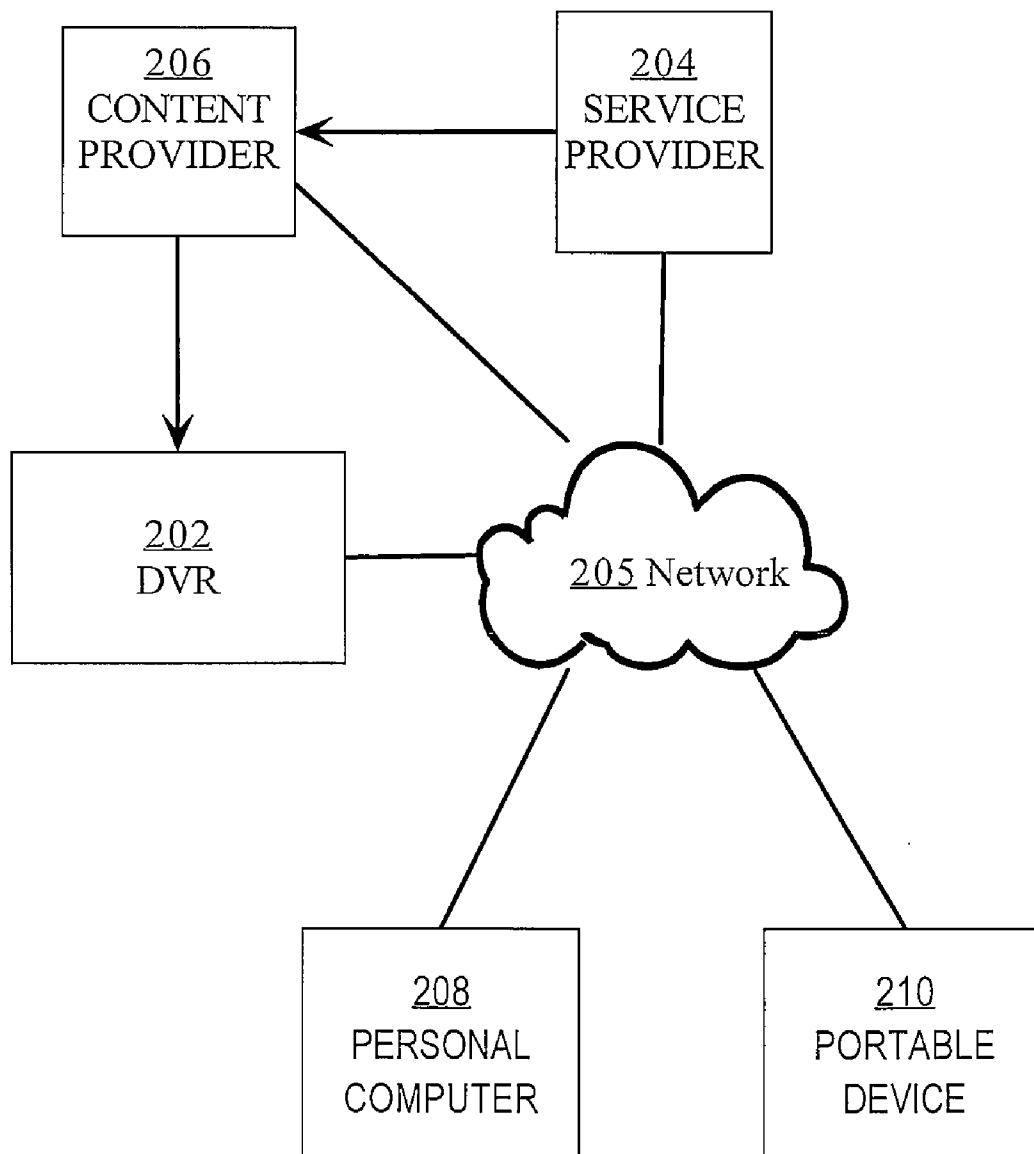 206
CONTENT
PROVIDER
204
SERVICE
PROVIDER
202
DVR
205 Network
208
PERSONAL
COMPUTER
210
PORTABLE
DEVICE